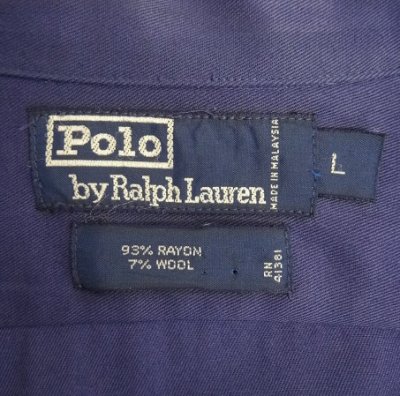 Polo
by Ralph Lauren
MADE IN MALAYSIA
L
93% RAYON
7% WOOL
RN
41381